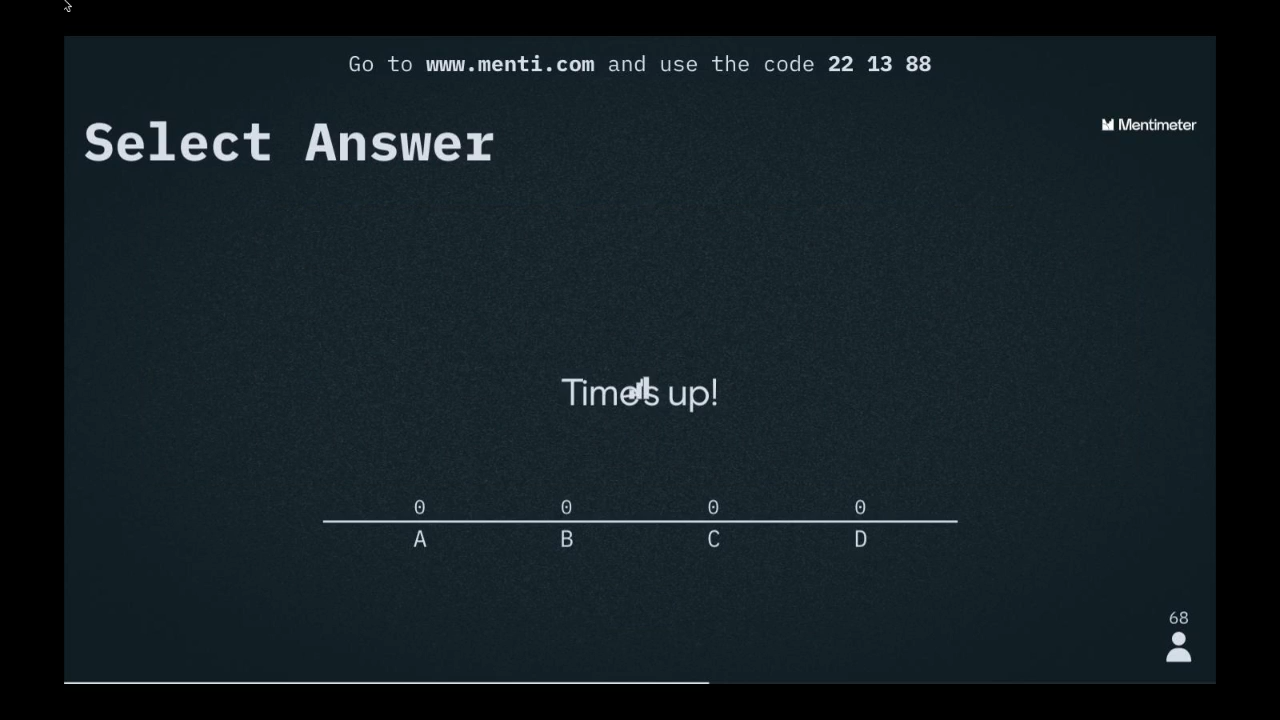 Go to www.menti.com and use the code 22 13 88
Select Answer
Mentimeter
Time's up!
0 0 0 0
A B C D
68